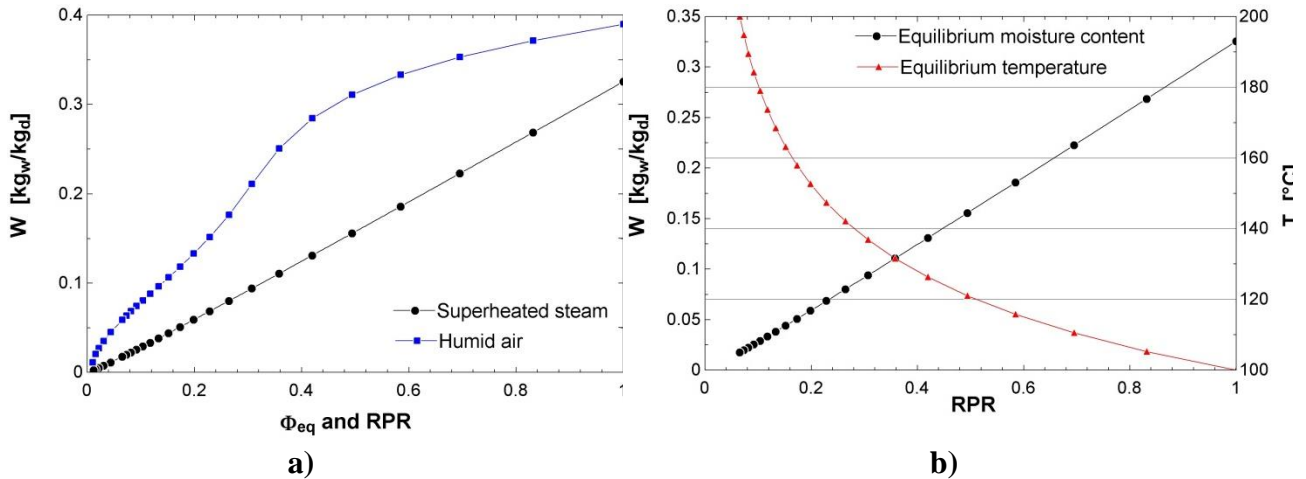 0.4
0.3
0.2
0.1
0
W [kgw/kgd]
Superheated steam
Humid air
0 0.2 0.4 0.6 0.8 1
Φeq and RPR
a)
0.35
0.3
0.25
0.2
0.15
0.1
0.05
0
W [kgw/kgd]
Equilibrium moisture content
Equilibrium temperature
200
180
160
140
120
100
T [°C]
0 0.2 0.4 0.6 0.8 1
RPR
b)